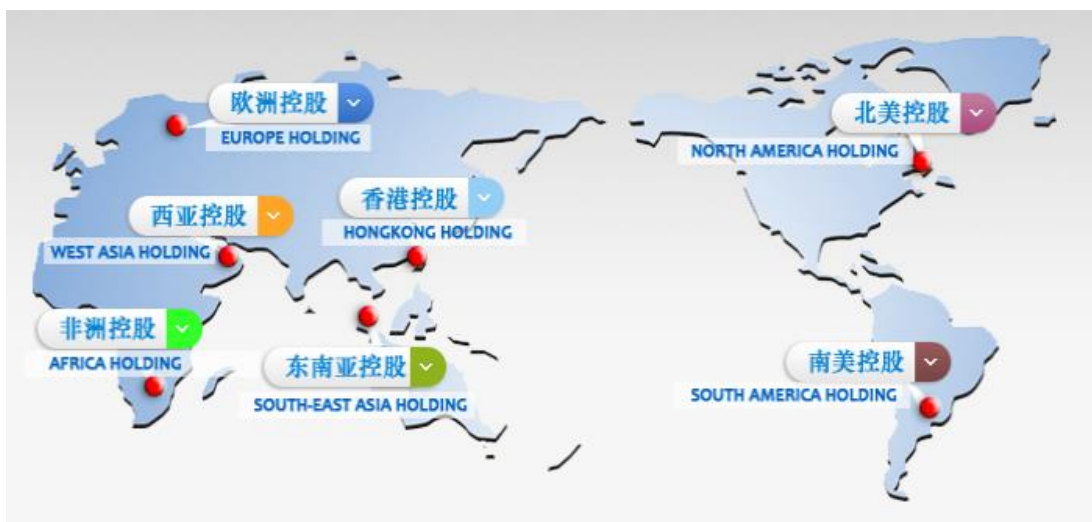 欧洲控股
EUROPE HOLDING
北美控股
NORTH AMERICA HOLDING
西亚控股
WEST ASIA HOLDING
香港控股
HONGKONG HOLDING
非洲控股
AFRICA HOLDING
东南亚控股
SOUTH-EAST ASIA HOLDING
南美控股
SOUTH AMERICA HOLDING